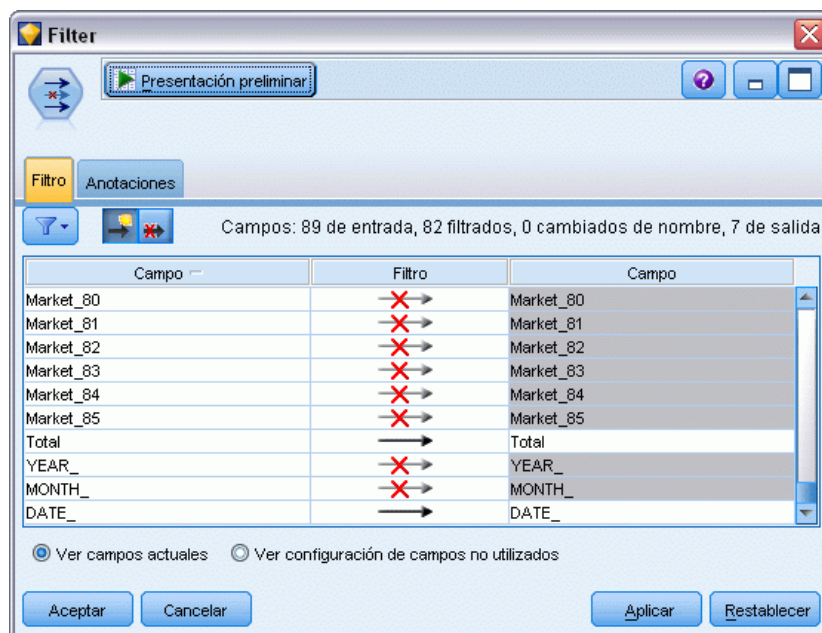 Filter
Presentación preliminar
Filtro Anotaciones
Campos: 89 de entrada, 82 filtrados, 0 cambiados de nombre, 7 de salida
Campo Filtro Campo
Market_80 Market_80
Market_81 Market_81
Market_82 Market_82
Market_83 Market_83
Market_84 Market_84
Market_85 Market_85
Total Total
YEAR_ YEAR_
MONTH_ MONTH_
DATE_ DATE_
Ver campos actuales Ver configuración de campos no utilizados
Aceptar Cancelar Aplicar Restablecer